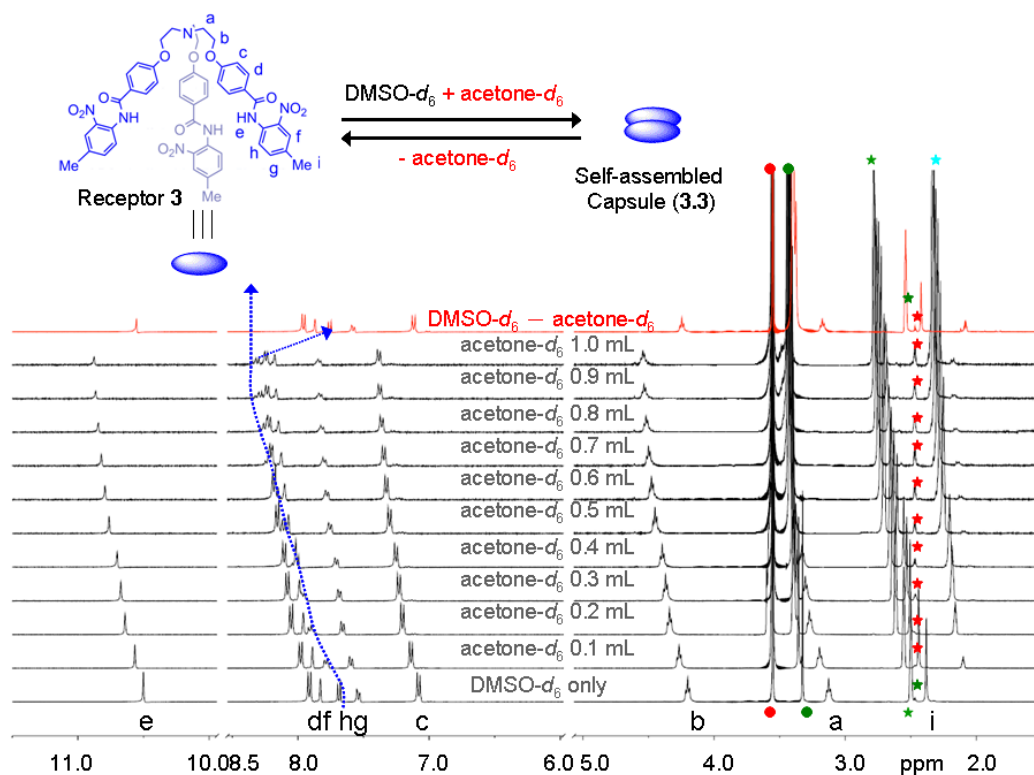 a
N
b
O
O
O
c
d
O
NO2
NH
O
NO2
HN
e
f
O
N
H
NO2
h
g
Me
Me
i
Me
Receptor 3
DMSO-d6 + acetone-d6
- acetone-d6
Self-assembled
Capsule (3.3)
DMSO-d6 — acetone-d6
acetone-d6 1.0 mL
acetone-d6 0.9 mL
acetone-d6 0.8 mL
acetone-d6 0.7 mL
acetone-d6 0.6 mL
acetone-d6 0.5 mL
acetone-d6 0.4 mL
acetone-d6 0.3 mL
acetone-d6 0.2 mL
acetone-d6 0.1 mL
DMSO-d6 only
e df hg c b a i
11.0 10.0 8.5 8.0 7.0 6.0 5.0 4.0 3.0 ppm 2.0